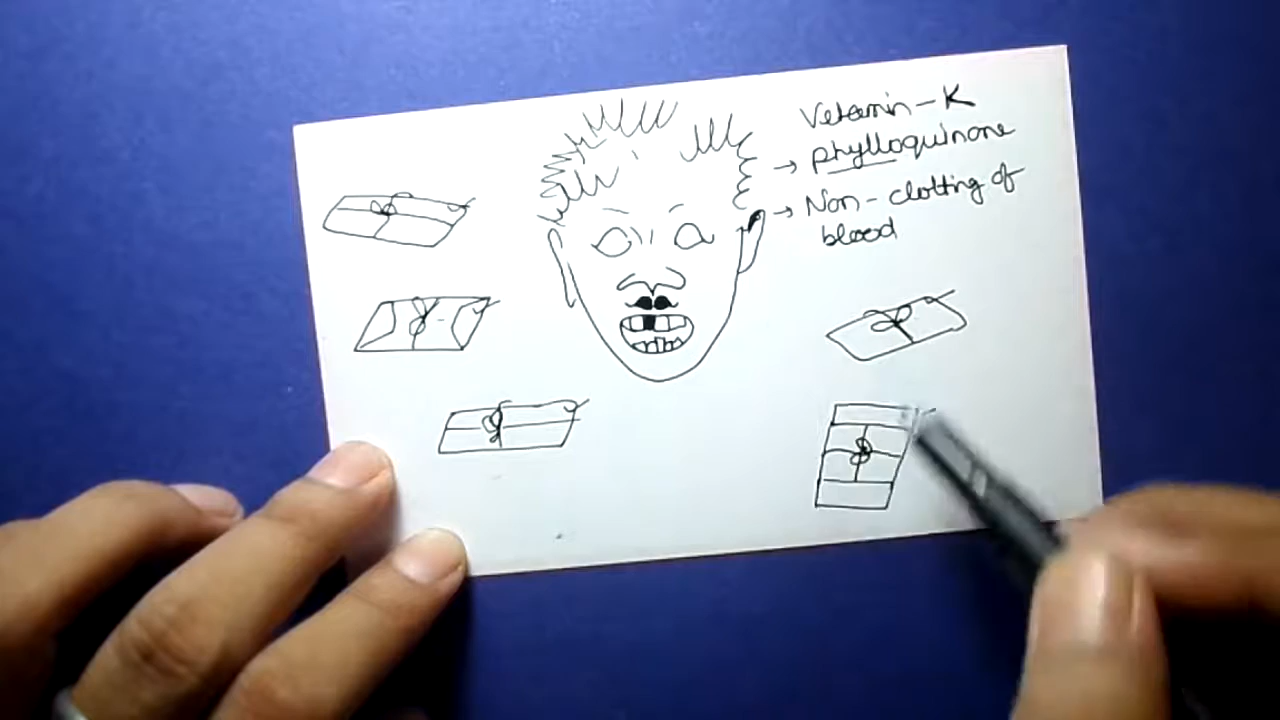 Vetamin - K
→ phylloquinone
→ Non - clotting of
blood